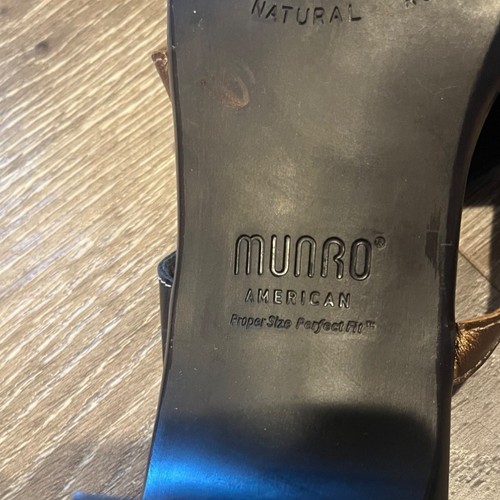 NATURAL
MUNRO®
AMERICAN
Proper Size Perfect Fit™